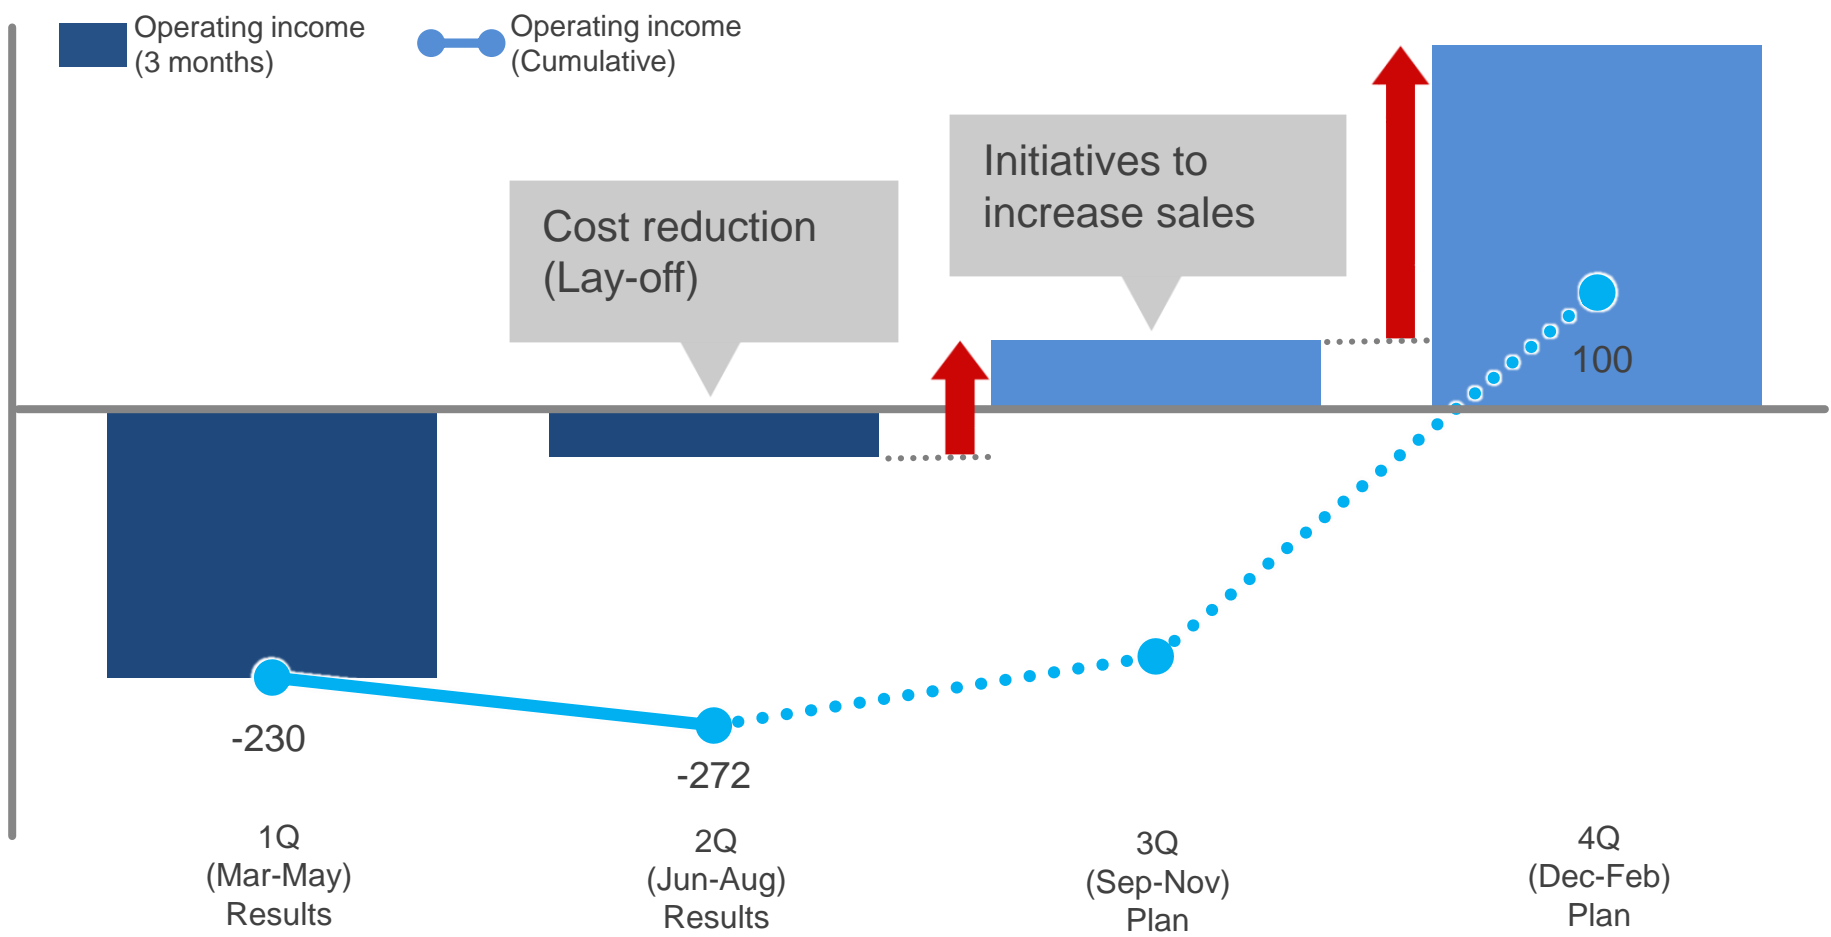 Operating income
(3 months)
Operating income
(Cumulative)
Initiatives to
increase sales
Cost reduction
(Lay-off)
100
-230
-272
1Q
(Mar-May)
Results
2Q
(Jun-Aug)
Results
3Q
(Sep-Nov)
Plan
4Q
(Dec-Feb)
Plan